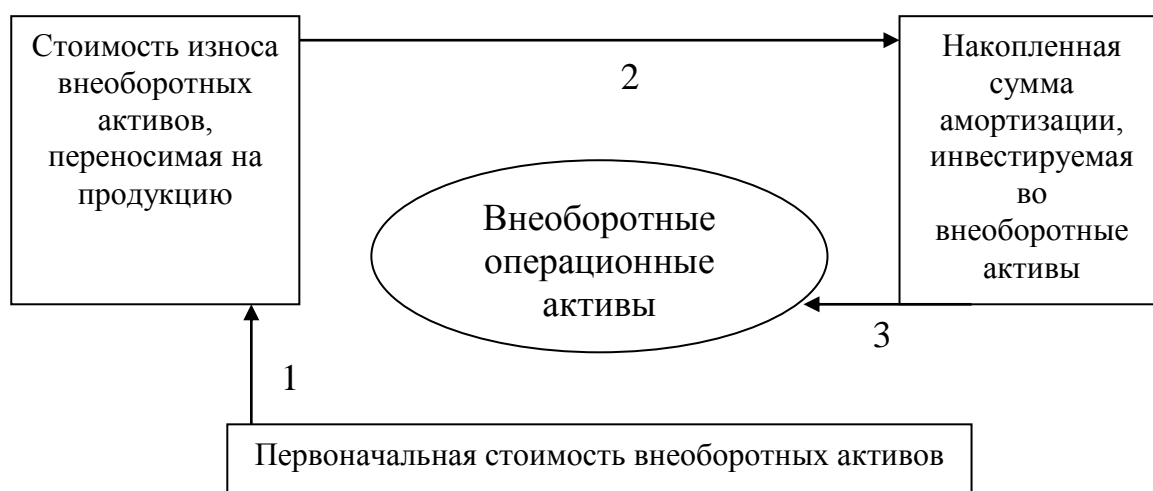 Стоимость износа
внеоборотных
активов,
переносимая на
продукцию
2
Накопленная
сумма
амортизации,
инвестируемая
во
внеоборотные
активы
Внеоборотные
операционные
активы
3
1
Первоначальная стоимость внеоборотных активов